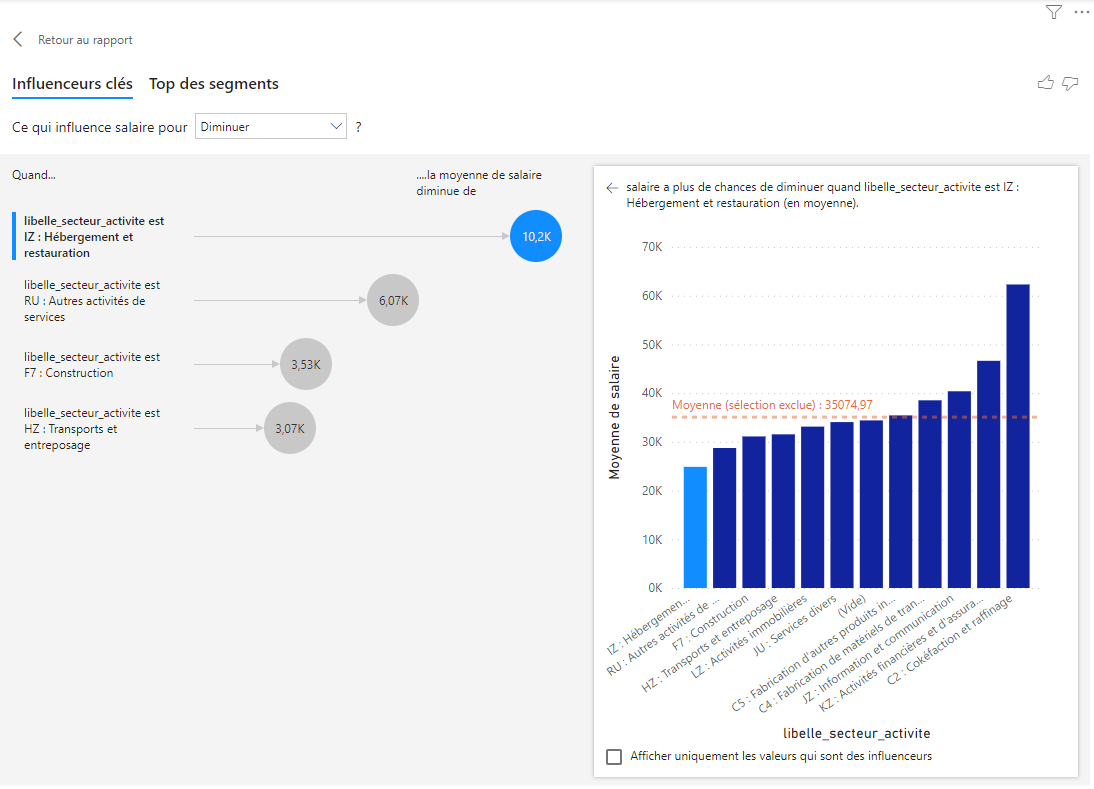 Retour au rapport
Influenceurs clés Top des segments
Ce qui influence salaire pour Diminuer ?
Quand...
....la moyenne de salaire
diminue de
libelle_secteur_activite est
IZ : Hébergement et
restauration
10,2K
libelle_secteur_activite est
RU : Autres activités de
services
6,07K
libelle_secteur_activite est
F7 : Construction
3,53K
libelle_secteur_activite est
HZ : Transports et
entreposage
3,07K
salaire a plus de chances de diminuer quand libelle_secteur_activite est IZ :
Hébergement et restauration (en moyenne).
Moyenne de salaire
70K
60K
50K
40K
30K
20K
10K
0K
Moyenne (sélection exclue) : 35074,97
IZ : Hébergemen...
RU : Autres activités de ...
F7 : Construction
HZ : Transports et entreposage
LZ : Activités immobilières
JU : Services divers
(Vide)
C5 : Fabrication d'autres produits in...
C4 : Fabrication de matériels de tran...
JZ : Information et communication
KZ : Activités financières et d'assura...
C2 : Cokéfaction et raffinage
libelle_secteur_activite
Afficher uniquement les valeurs qui sont des influenceurs